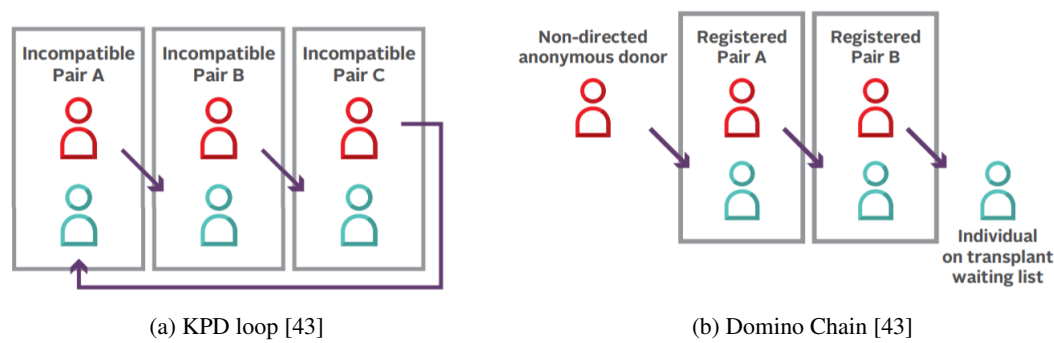 Incompatible
Pair A
Incompatible
Pair B
Incompatible
Pair C
(a) KPD loop [43]
Non-directed
anonymous donor
Registered
Pair A
Registered
Pair B
Individual
on transplant
waiting list
(b) Domino Chain [43]